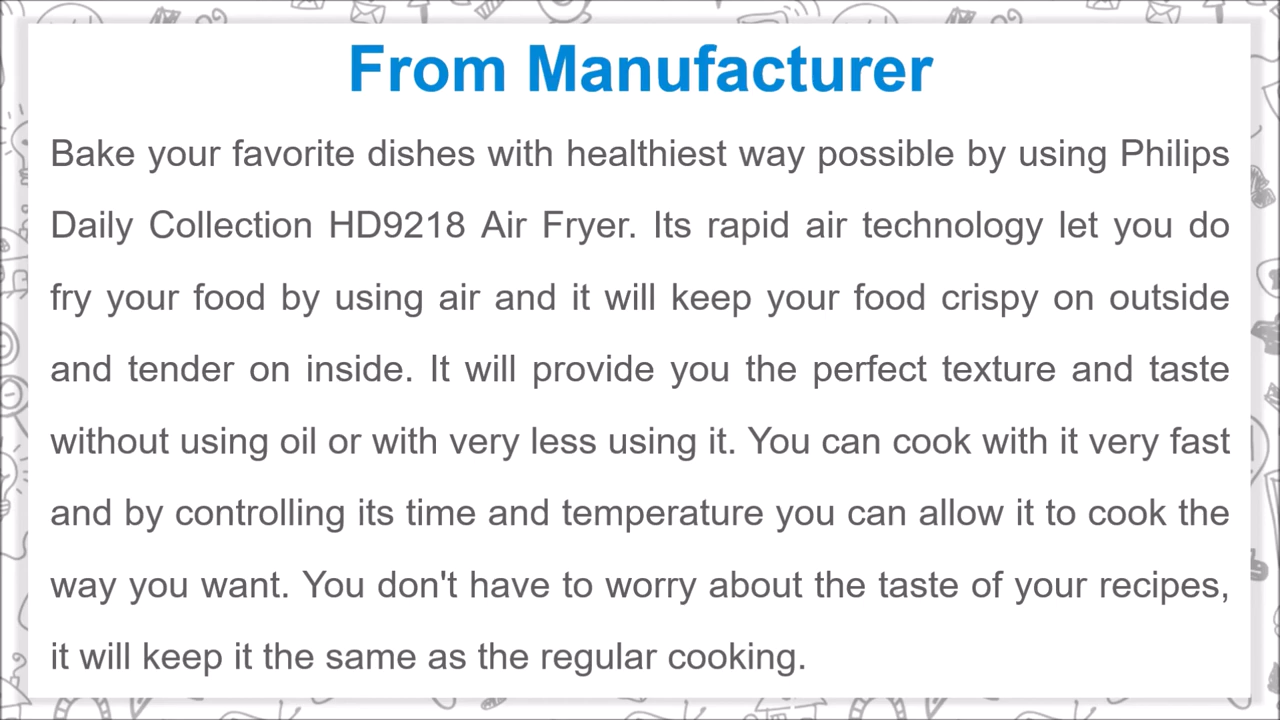 From Manufacturer
Bake your favorite dishes with healthiest way possible by using Philips
Daily Collection HD9218 Air Fryer. Its rapid air technology let you do
fry your food by using air and it will keep your food crispy on outside
and tender on inside. It will provide you the perfect texture and taste
without using oil or with very less using it. You can cook with it very fast
and by controlling its time and temperature you can allow it to cook the
way you want. You don't have to worry about the taste of your recipes,
it will keep it the same as the regular cooking.